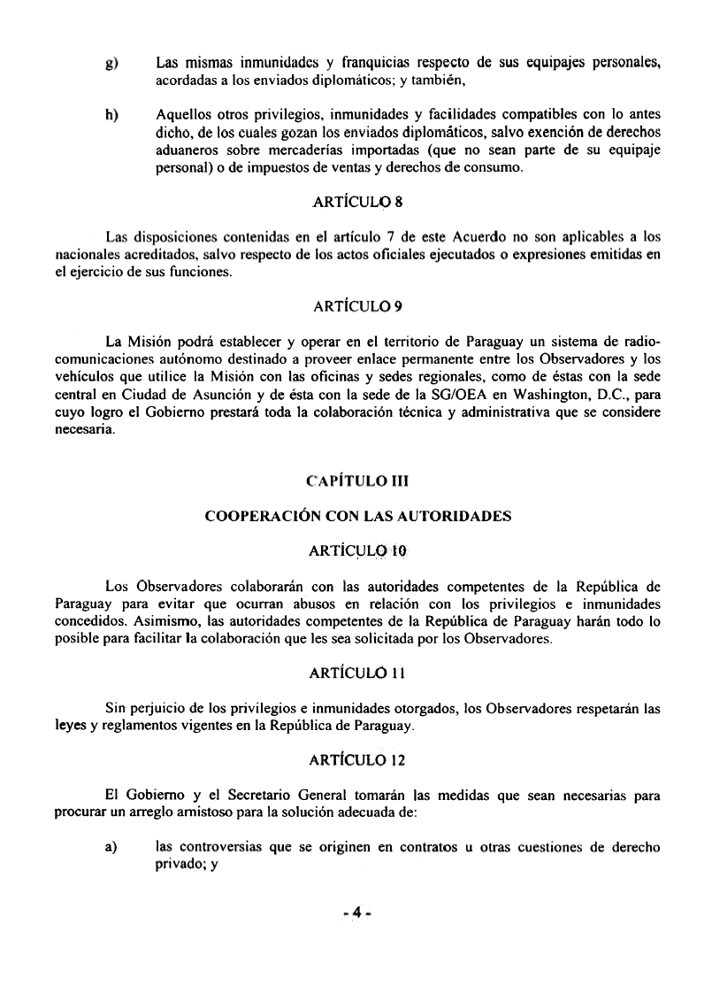 g) Las mismas inmunidades y franquicias respecto de sus equipajes personales,
acordadas a los enviados diplomáticos; y también,
h) Aquellos otros privilegios, inmunidades y facilidades compatibles con lo antes
dicho, de los cuales gozan los enviados diplomáticos, salvo exención de derechos
aduaneros sobre mercaderías importadas (que no sean parte de su equipaje
personal) o de impuestos de ventas y derechos de consumo.
ARTÍCULO 8
Las disposiciones contenidas en el artículo 7 de este Acuerdo no son aplicables a los
nacionales acreditados, salvo respecto de los actos oficiales ejecutados o expresiones emitidas en
el ejercicio de sus funciones.
ARTÍCULO 9
La Misión podrá establecer y operar en el territorio de Paraguay un sistema de radio-
comunicaciones autónomo destinado a proveer enlace permanente entre los Observadores y los
vehículos que utilice la Misión con las oficinas y sedes regionales, como de éstas con la sede
central en Ciudad de Asunción y de ésta con la sede de la SG/OEA en Washington, D.C., para
cuyo logro el Gobierno prestará toda la colaboración técnica y administrativa que se considere
necesaria.
CAPÍTULO III
COOPERACIÓN CON LAS AUTORIDADES
ARTÍCULO 10
Los Observadores colaborarán con las autoridades competentes de la República de
Paraguay para evitar que ocurran abusos en relación con los privilegios e inmunidades
concedidos. Asimismo, las autoridades competentes de la República de Paraguay harán todo lo
posible para facilitar la colaboración que les sea solicitada por los Observadores.
ARTÍCULO 11
Sin perjuicio de los privilegios e inmunidades otorgados, los Observadores respetarán las
leyes y reglamentos vigentes en la República de Paraguay.
ARTÍCULO 12
El Gobierno y el Secretario General tomarán las medidas que sean necesarias para
procurar un arreglo amistoso para la solución adecuada de:
a) las controversias que se originen en contratos u otras cuestiones de derecho
privado; y
- 4 -